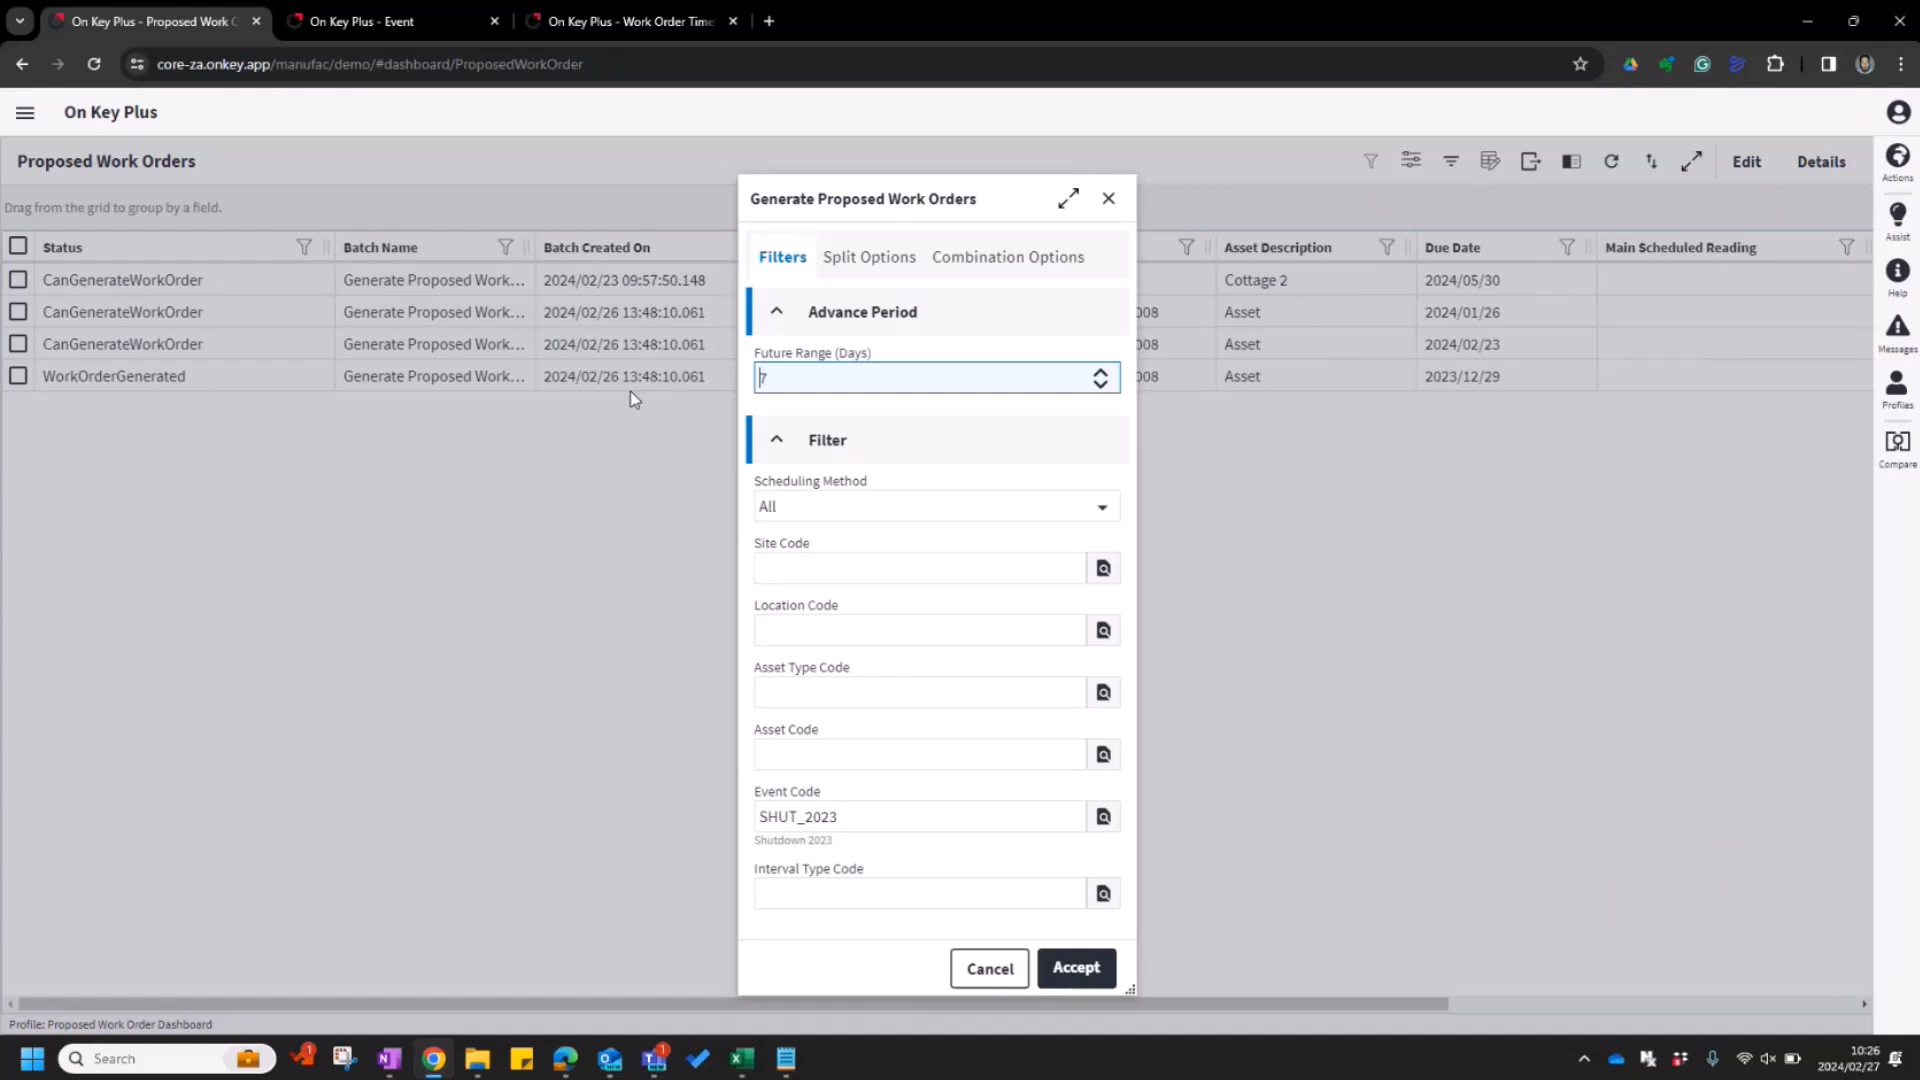 On Key Plus - Proposed Work O
On Key Plus - Event
On Key Plus - Work Order Time
core-za.onkey.app/manufac/demo/#dashboard/ProposedWorkOrder
On Key Plus
Proposed Work Orders
Edit
Details
Actions
Drag from the grid to group by a field.
Status
Batch Name
Batch Created On
Asset Description
Due Date
Main Scheduled Reading
CanGenerateWorkOrder
Generate Proposed Work...
2024/02/23 09:57:50.148
Cottage 2
2024/05/30
CanGenerateWorkOrder
Generate Proposed Work...
2024/02/26 13:48:10.061
008
Asset
2024/01/26
CanGenerateWorkOrder
Generate Proposed Work...
2024/02/26 13:48:10.061
008
Asset
2024/02/23
WorkOrderGenerated
Generate Proposed Work...
2024/02/26 13:48:10.061
008
Asset
2023/12/29
Generate Proposed Work Orders
Filters
Split Options
Combination Options
Advance Period
Future Range (Days)
7
Filter
Scheduling Method
All
Site Code
Location Code
Asset Type Code
Asset Code
Event Code
SHUT_2023
Shutdown 2023
Interval Type Code
Cancel
Accept
Assist
Help
Messages
Profiles
Compare
Profile: Proposed Work Order Dashboard
Search
1
1
10:26
2024/02/27